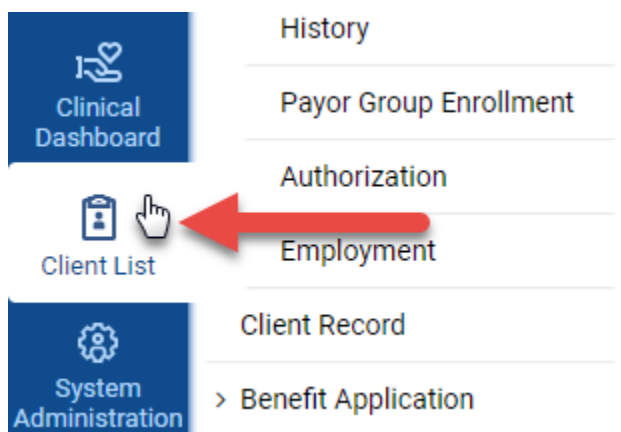 Clinical
Dashboard
Client List
System
Administration
History
Payor Group Enrollment
Authorization
Employment
Client Record
Benefit Application